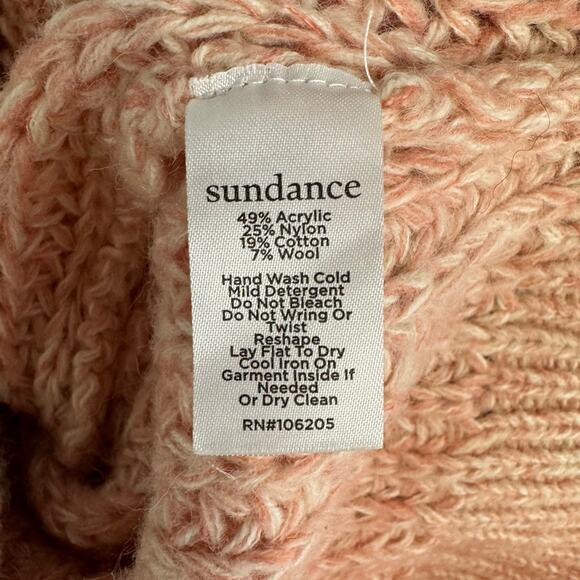 sundance
49% Acrylic
25% Nylon
19% Cotton
7% Wool
Hand Wash Cold
Mild Detergent
Do Not Bleach
Do Not Wring Or
Twist
Reshape
Lay Flat To Dry
Cool Iron On
Garment Inside If
Needed
Or Dry Clean
RN#106205